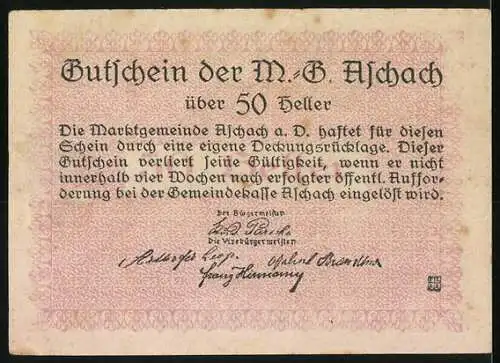 Gutschein der M.-G. Aschach
über 50 Heller
Die Marktgemeinde Aschach a. D. haftet für diesen
Schein durch eine eigene Deckungsrücklage. Dieser
Gutschein verliert seine Gültigkeit, wenn er nicht
innerhalb vier Wochen nach erfolgter öffentl. Auffor-
derung bei der Gemeindekasse Aschach eingelöst wird.
Der Bürgermeister
Die Vizebürgermeister
Franz Hermany